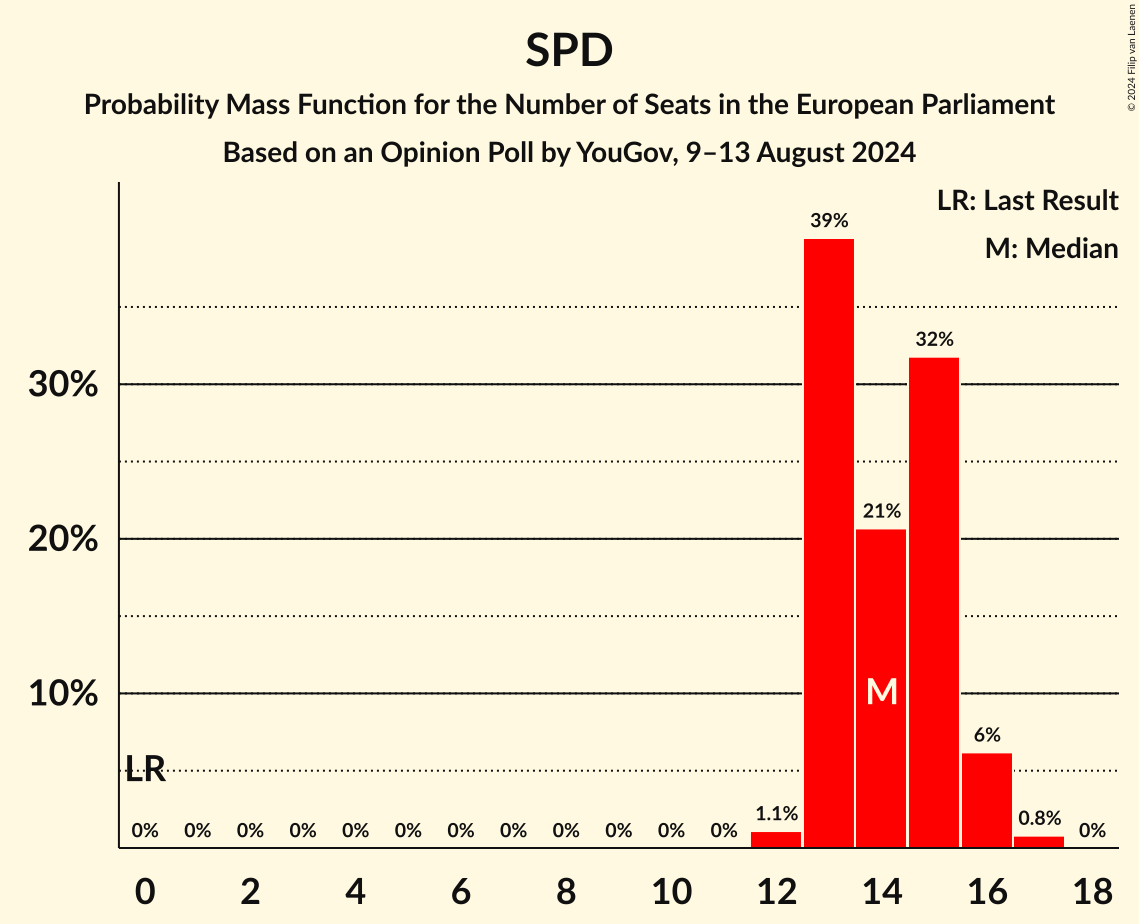 SPD
Probability Mass Function for the Number of Seats in the European Parliament
Based on an Opinion Poll by YouGov, 9–13 August 2024
© 2024 Filip van Laenen
LR: Last Result
M: Median
39%
32%
30%
21%
20%
10%
M
6%
LR
0% 0% 0% 0% 0% 0% 0% 0% 0% 0% 0% 0% 1.1% 0.8% 0%
0 2 4 6 8 10 12 14 16 18